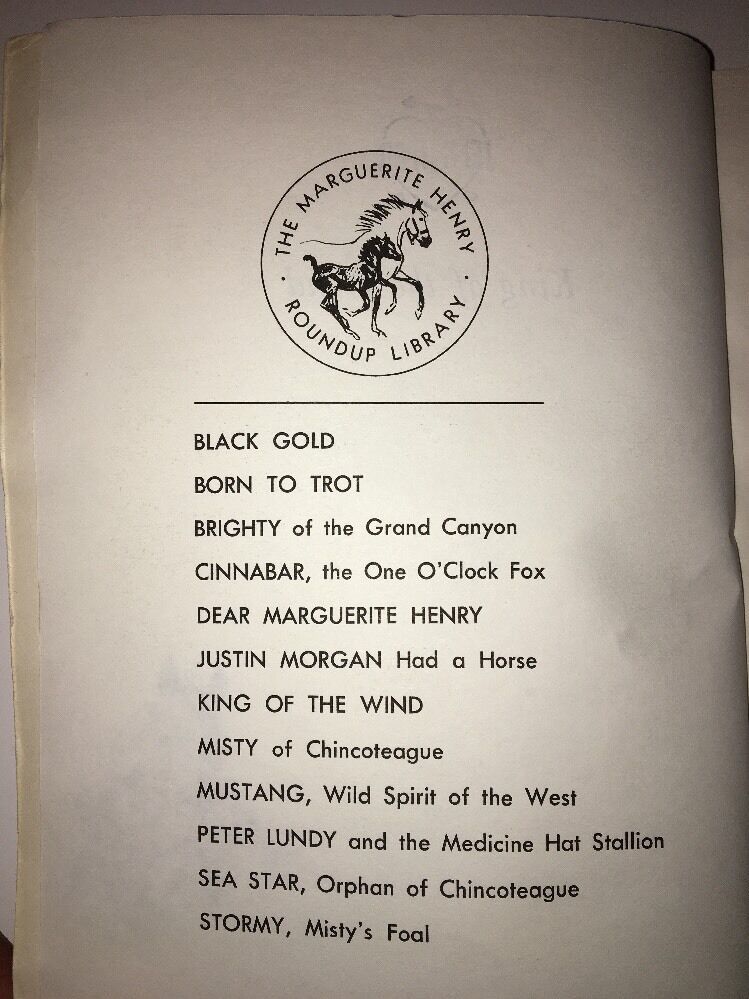 THE MARGUERITE HENRY
ROUNDUP LIBRARY
BLACK GOLD
BORN TO TROT
BRIGHTY of the Grand Canyon
CINNABAR, the One O'Clock Fox
DEAR MARGUERITE HENRY
JUSTIN MORGAN Had a Horse
KING OF THE WIND
MISTY of Chincoteague
MUSTANG, Wild Spirit of the West
PETER LUNDY and the Medicine Hat Stallion
SEA STAR, Orphan of Chincoteague
STORMY, Misty's Foal